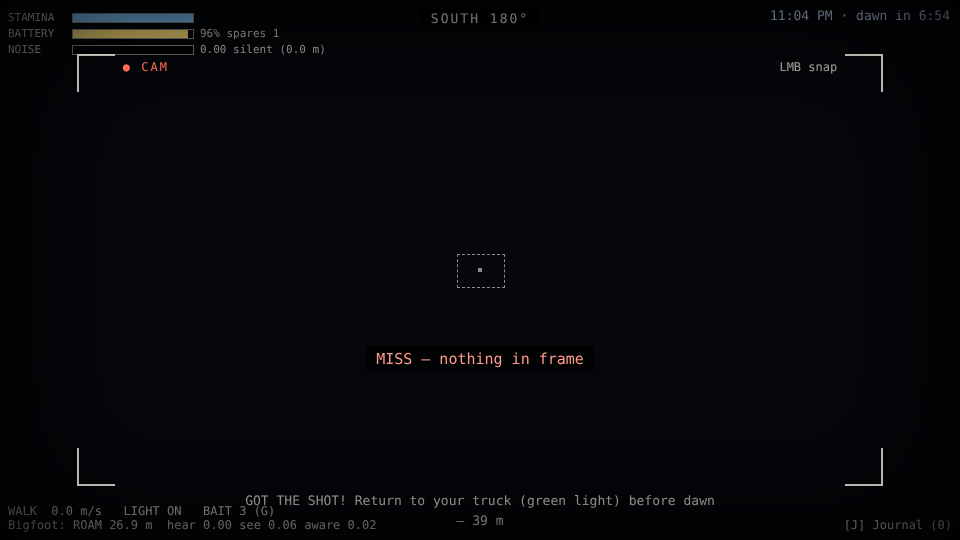 STAMINA
BATTERY 96% spares 1
NOISE 0.00 silent (0.0 m)
SOUTH 180°
11:04 PM · dawn in 6:54
● CAM
LMB snap
MISS — nothing in frame
GOT THE SHOT! Return to your truck (green light) before dawn
— 39 m
WALK 0.0 m/s LIGHT ON BAIT 3 (G)
Bigfoot: ROAM 26.9 m hear 0.00 see 0.06 aware 0.02
[J] Journal (0)